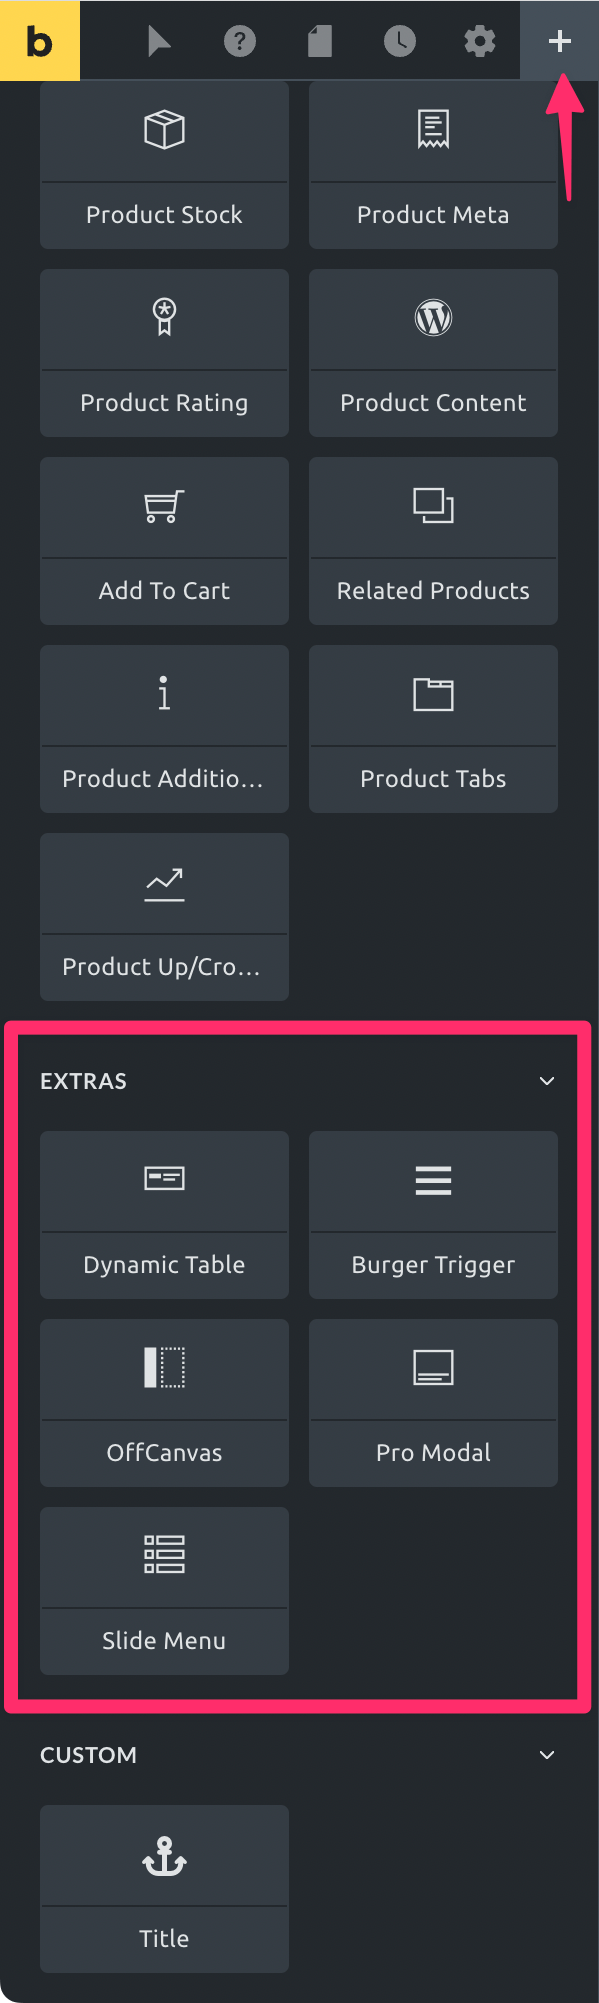 b
Product Stock
Product Meta
Product Rating
Product Content
Add To Cart
Related Products
Product Additio...
Product Tabs
Product Up/Cro...
EXTRAS
Dynamic Table
Burger Trigger
OffCanvas
Pro Modal
Slide Menu
CUSTOM
Title